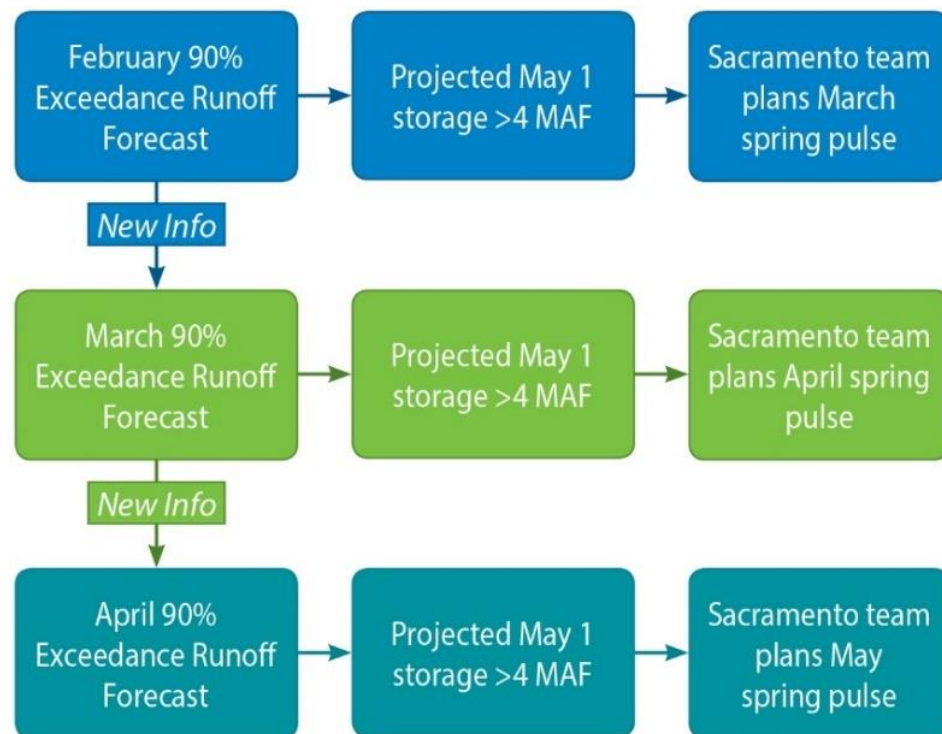 February 90%
Exceedance Runoff
Forecast
Projected May 1
storage >4 MAF
Sacramento team
plans March
spring pulse
New Info
March 90%
Exceedance Runoff
Forecast
Projected May 1
storage >4 MAF
Sacramento team
plans April spring
pulse
New Info
April 90%
Exceedance Runoff
Forecast
Projected May 1
storage >4 MAF
Sacramento team
plans May
spring pulse